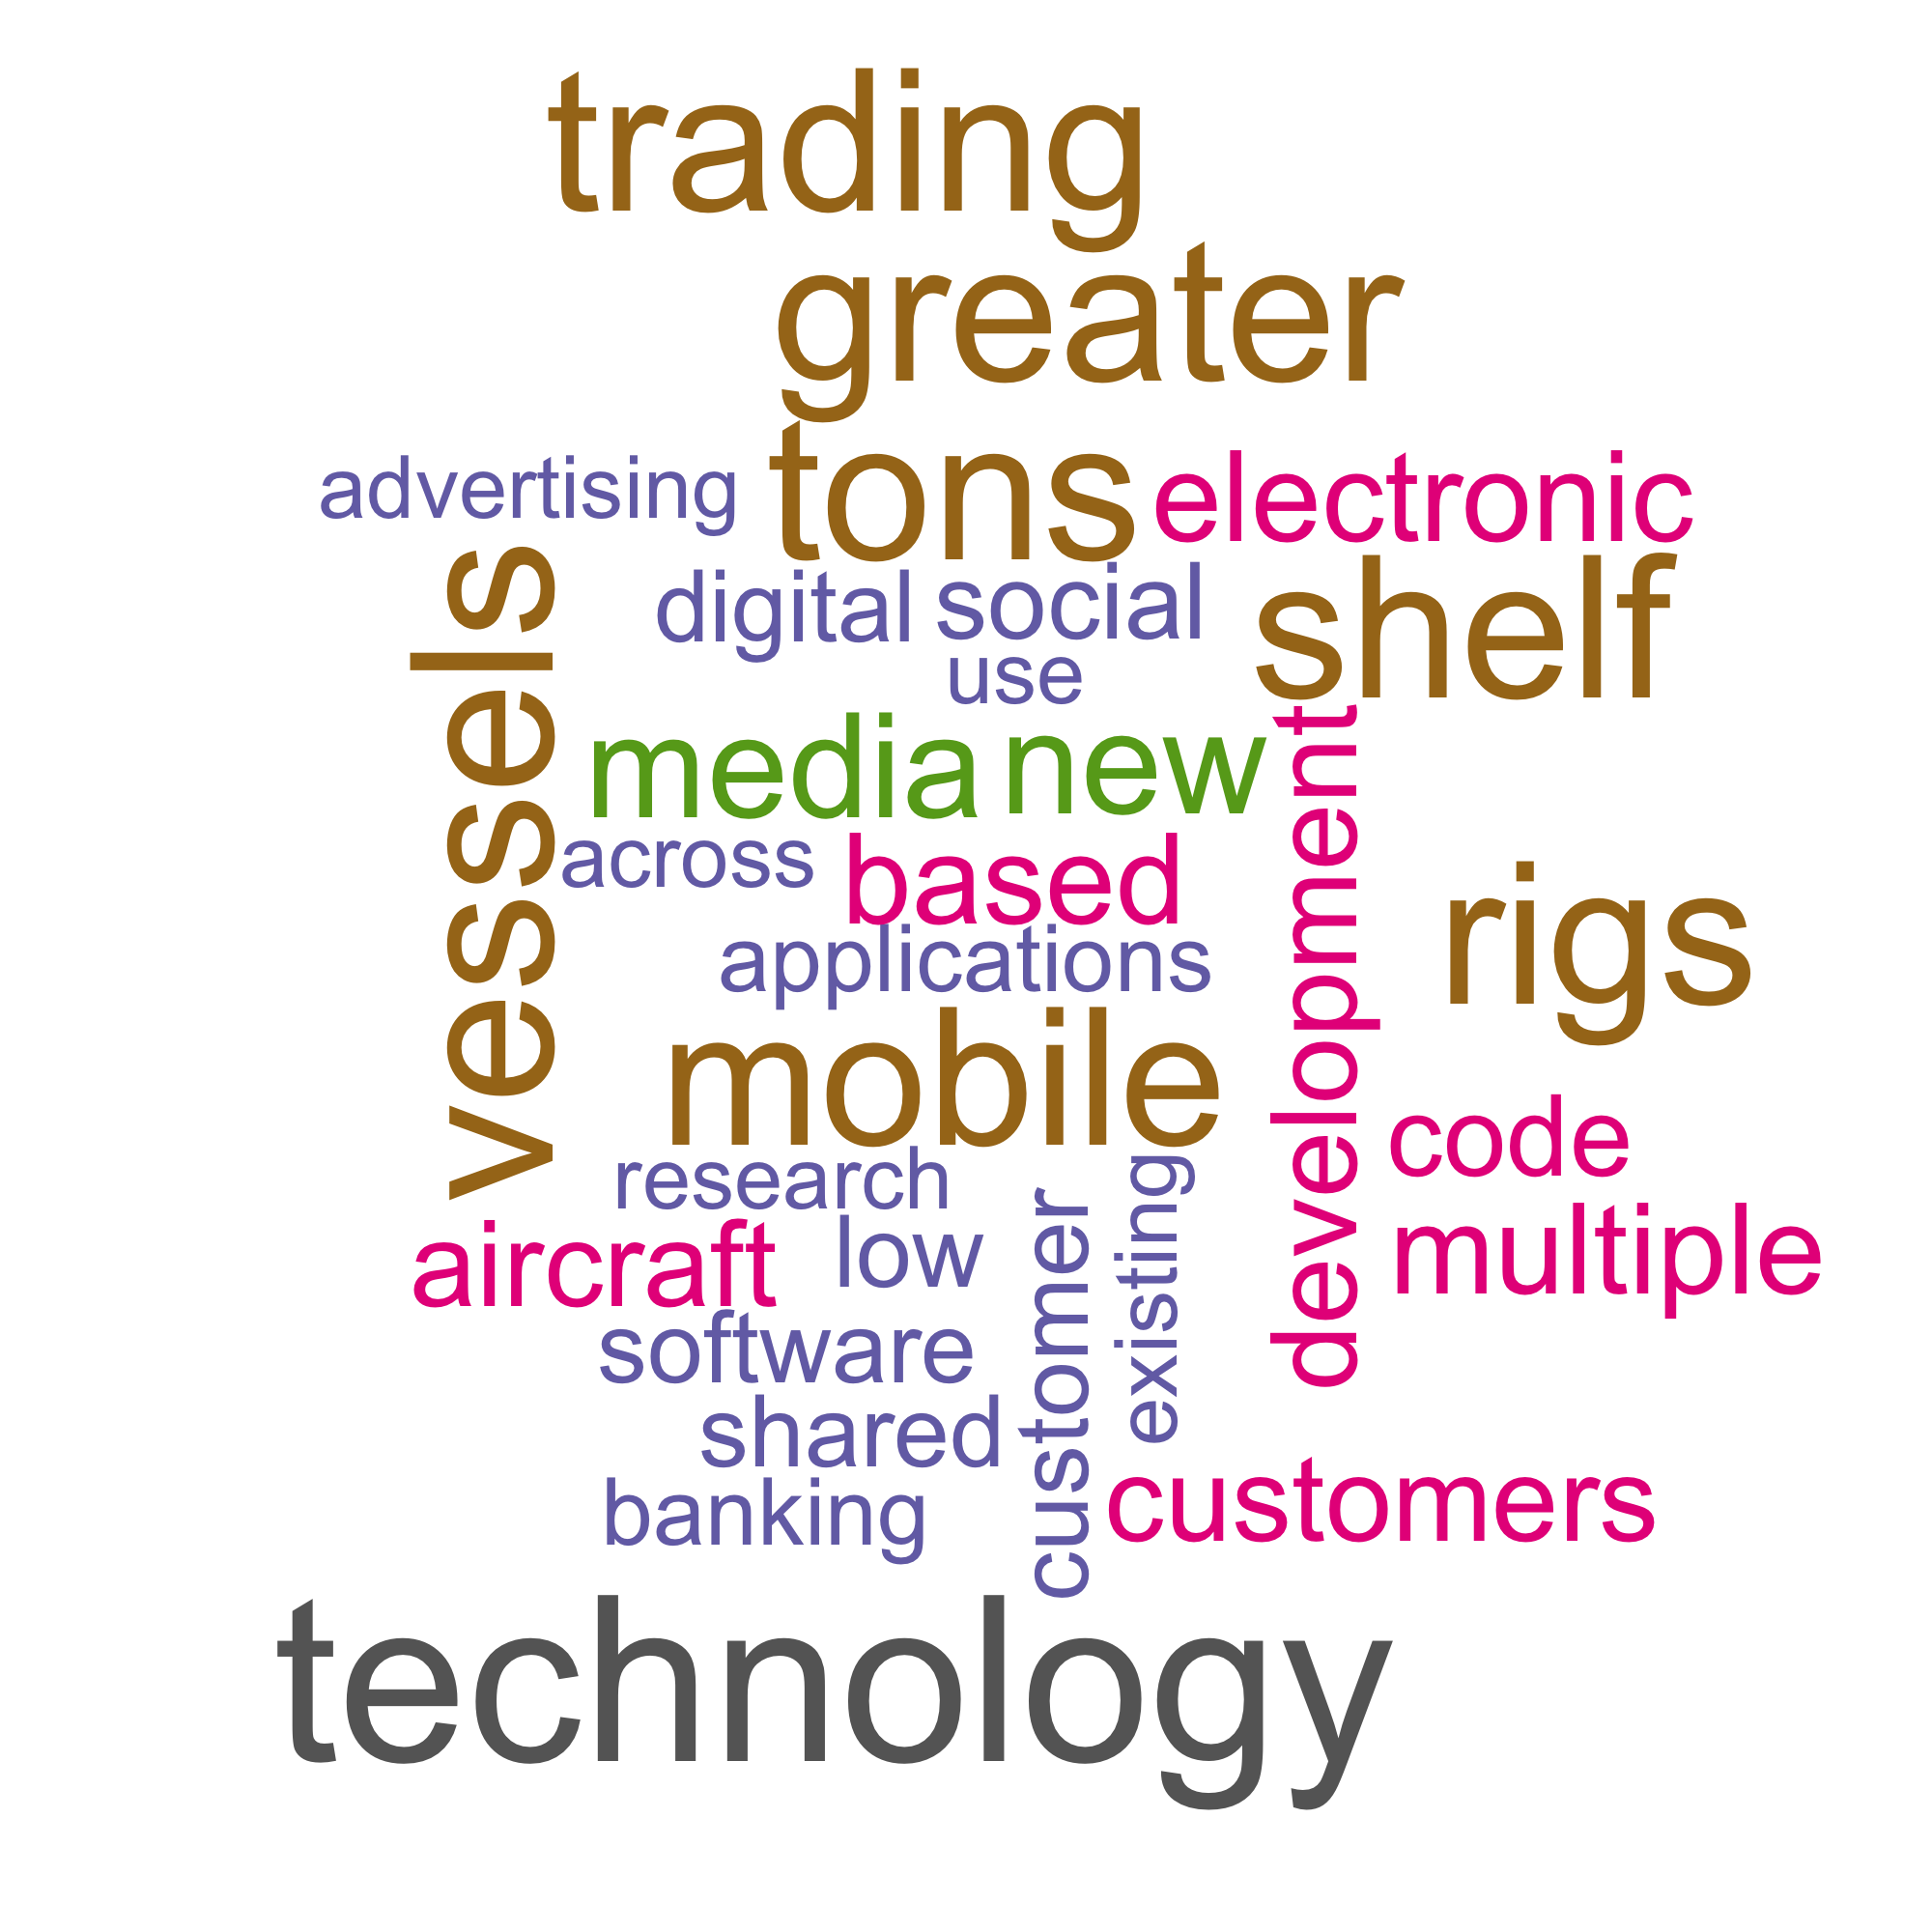 trading
greater
tons
advertising
electronic
digital
social
shelf
use
vessels
media
new
development
across
based
rigs
applications
mobile
code
research
existing
multiple
aircraft
low
customer
software
shared
banking
customers
technology